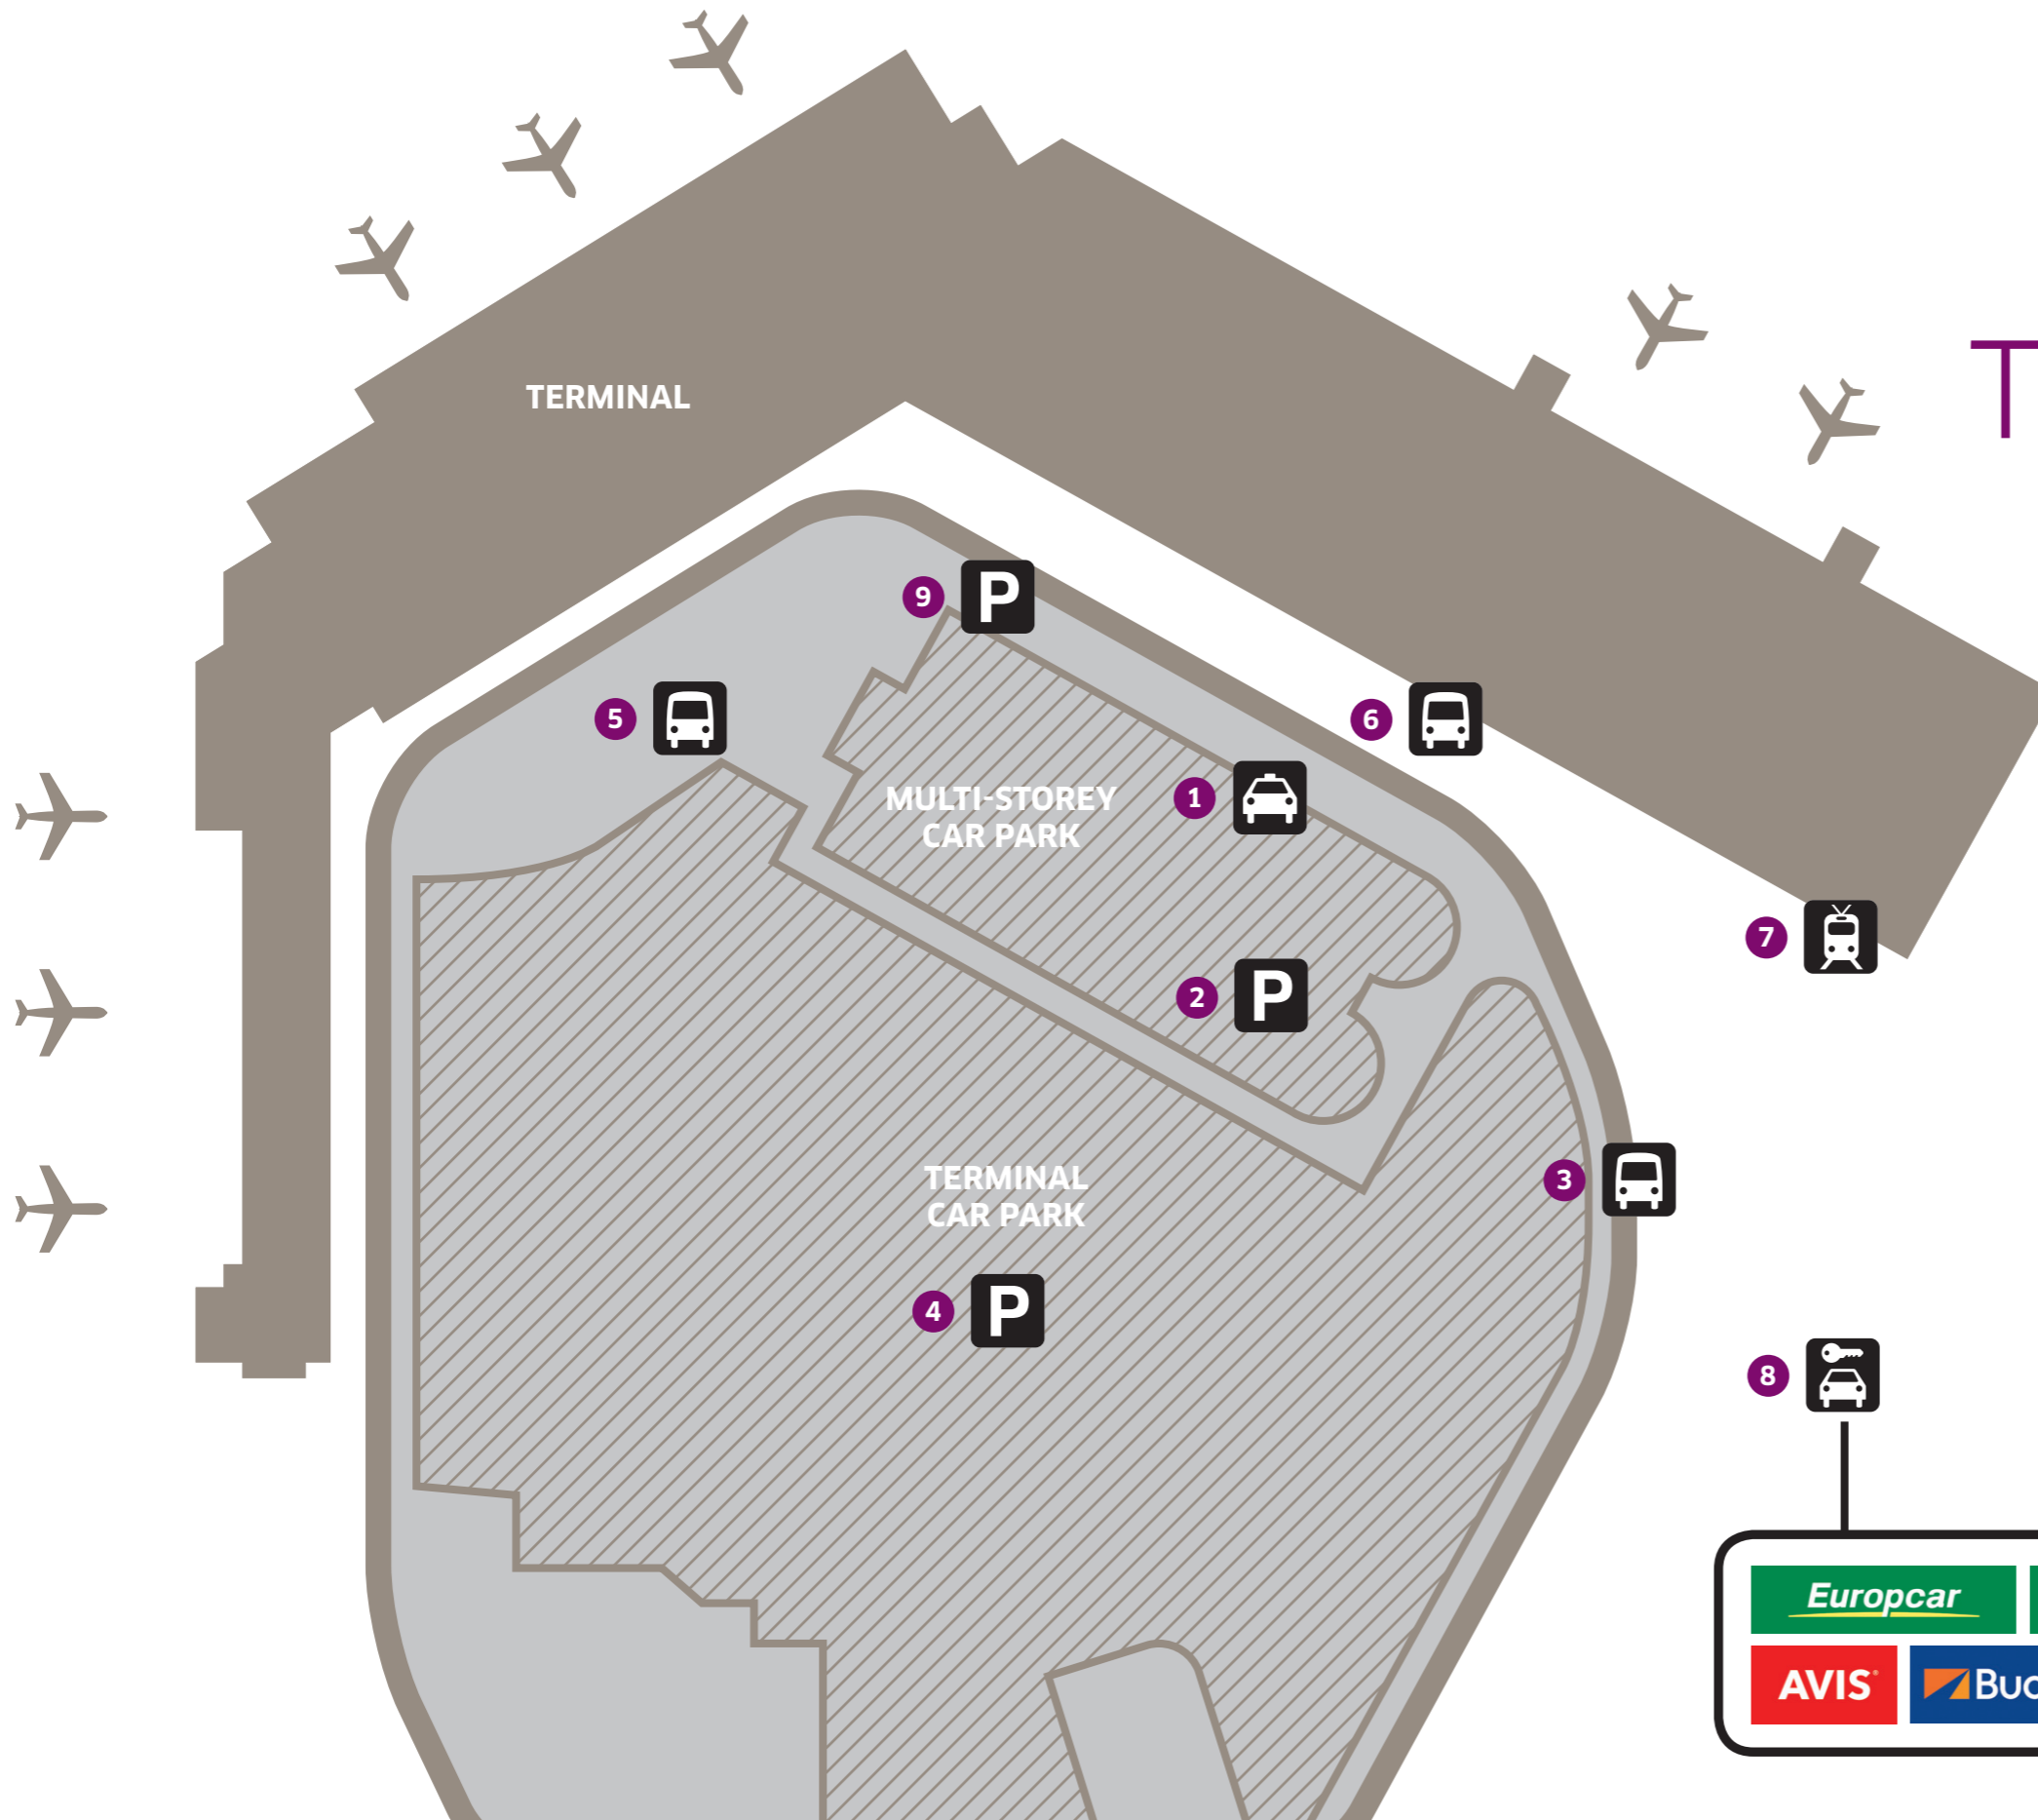 T
TERMINAL
9 P
5
6
MULTI-STOREY
CAR PARK
1
7
2 P
TERMINAL
CAR PARK
3
4 P
8
Europcar
AVIS